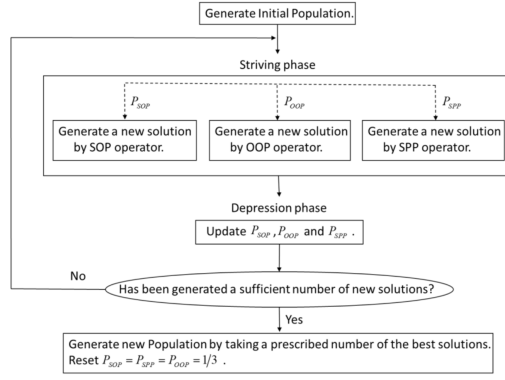 Generate Initial Population.
Striving phase
P_SOP
P_OOP
P_SPP
Generate a new solution
by SOP operator.
Generate a new solution
by OOP operator.
Generate a new solution
by SPP operator.
Depression phase
Update P_SOP , P_OOP and P_SPP .
No
Has been generated a sufficient number of new solutions?
Yes
Generate new Population by taking a prescribed number of the best solutions.
Reset P_SOP = P_SPP = P_OOP = 1/3 .